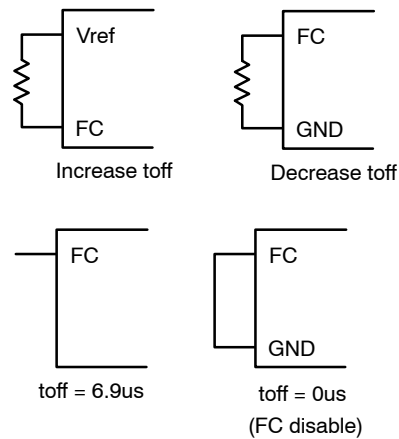 Vref
FC
Increase toff
FC
GND
Decrease toff
FC
toff = 6.9us
FC
GND
toff = 0us
(FC disable)